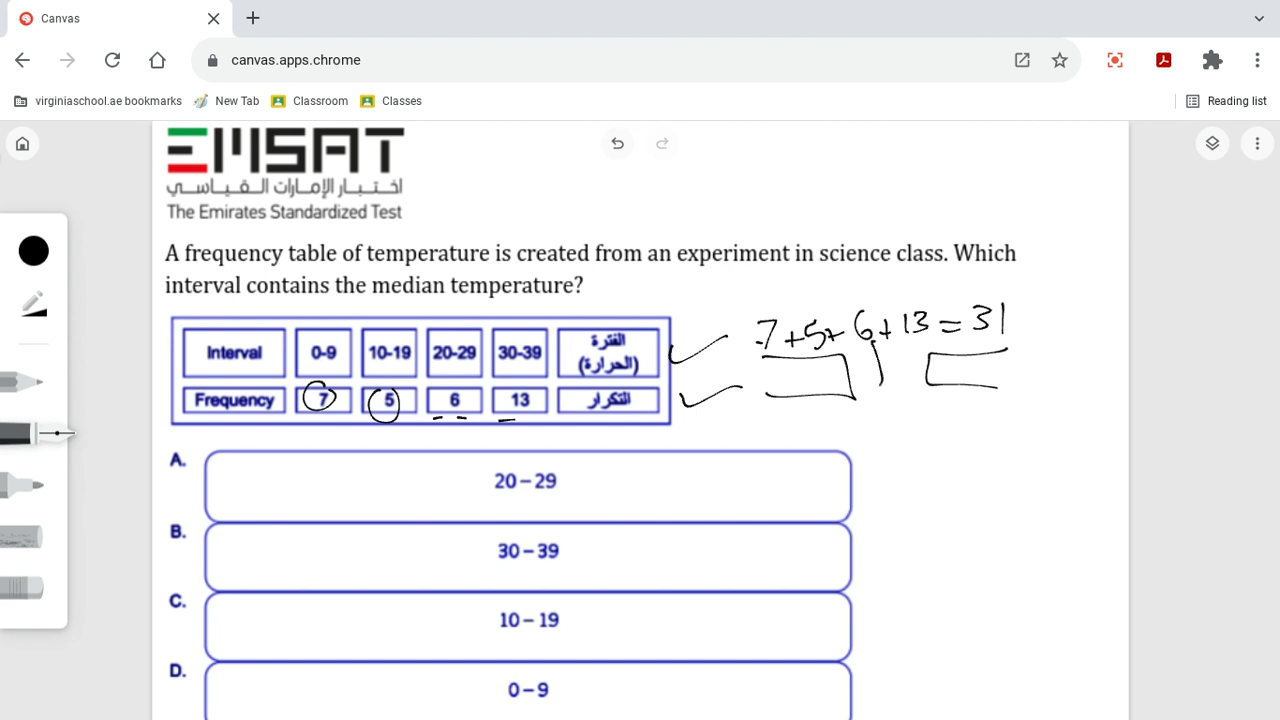 Canvas
canvas.apps.chrome
virginiaschool.ae bookmarks New Tab Classroom Classes Reading list
EMSAT
اختبار الإمارات القياسي
The Emirates Standardized Test
A frequency table of temperature is created from an experiment in science class. Which
interval contains the median temperature?
Interval 0-9 10-19 20-29 30-39 الفترة (الحرارة)
Frequency 7 5 6 13 التكرار
7+5+6+13=31
A. 20 – 29
B. 30 – 39
C. 10 – 19
D. 0 – 9